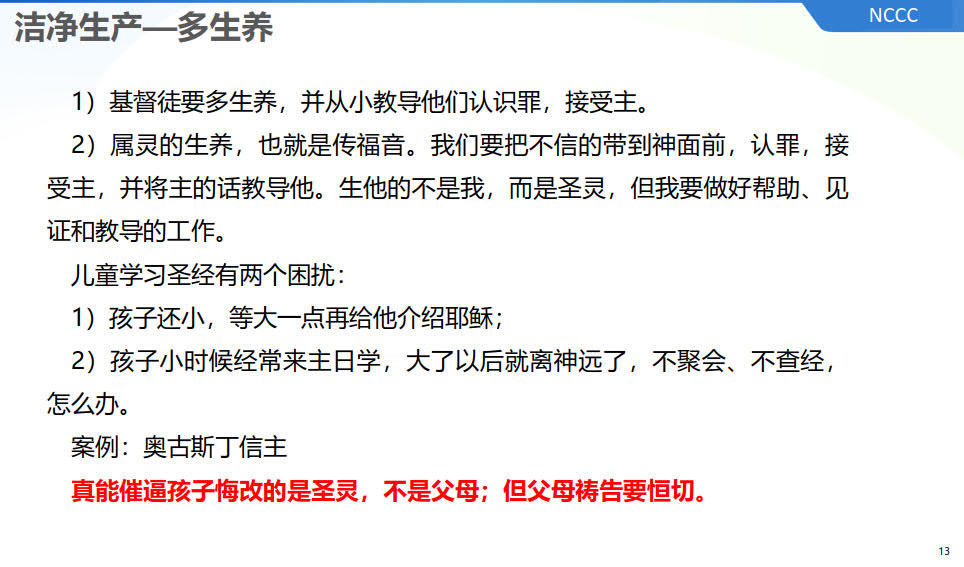 洁净生产—多生养
NCCC
1）基督徒要多生养，并从小教导他们认识罪，接受主。
2）属灵的生养，也就是传福音。我们要把不信的带到神面前，认罪，接
受主，并将主的话教导他。生他的不是我，而是圣灵，但我要做好帮助、见
证和教导的工作。
儿童学习圣经有两个困扰：
1）孩子还小，等大一点再给他介绍耶稣；
2）孩子小时候经常来主日学，大了以后就离神远了，不聚会、不查经，
怎么办。
案例：奥古斯丁信主
真能催逼孩子悔改的是圣灵，不是父母；但父母祷告要恒切。
13